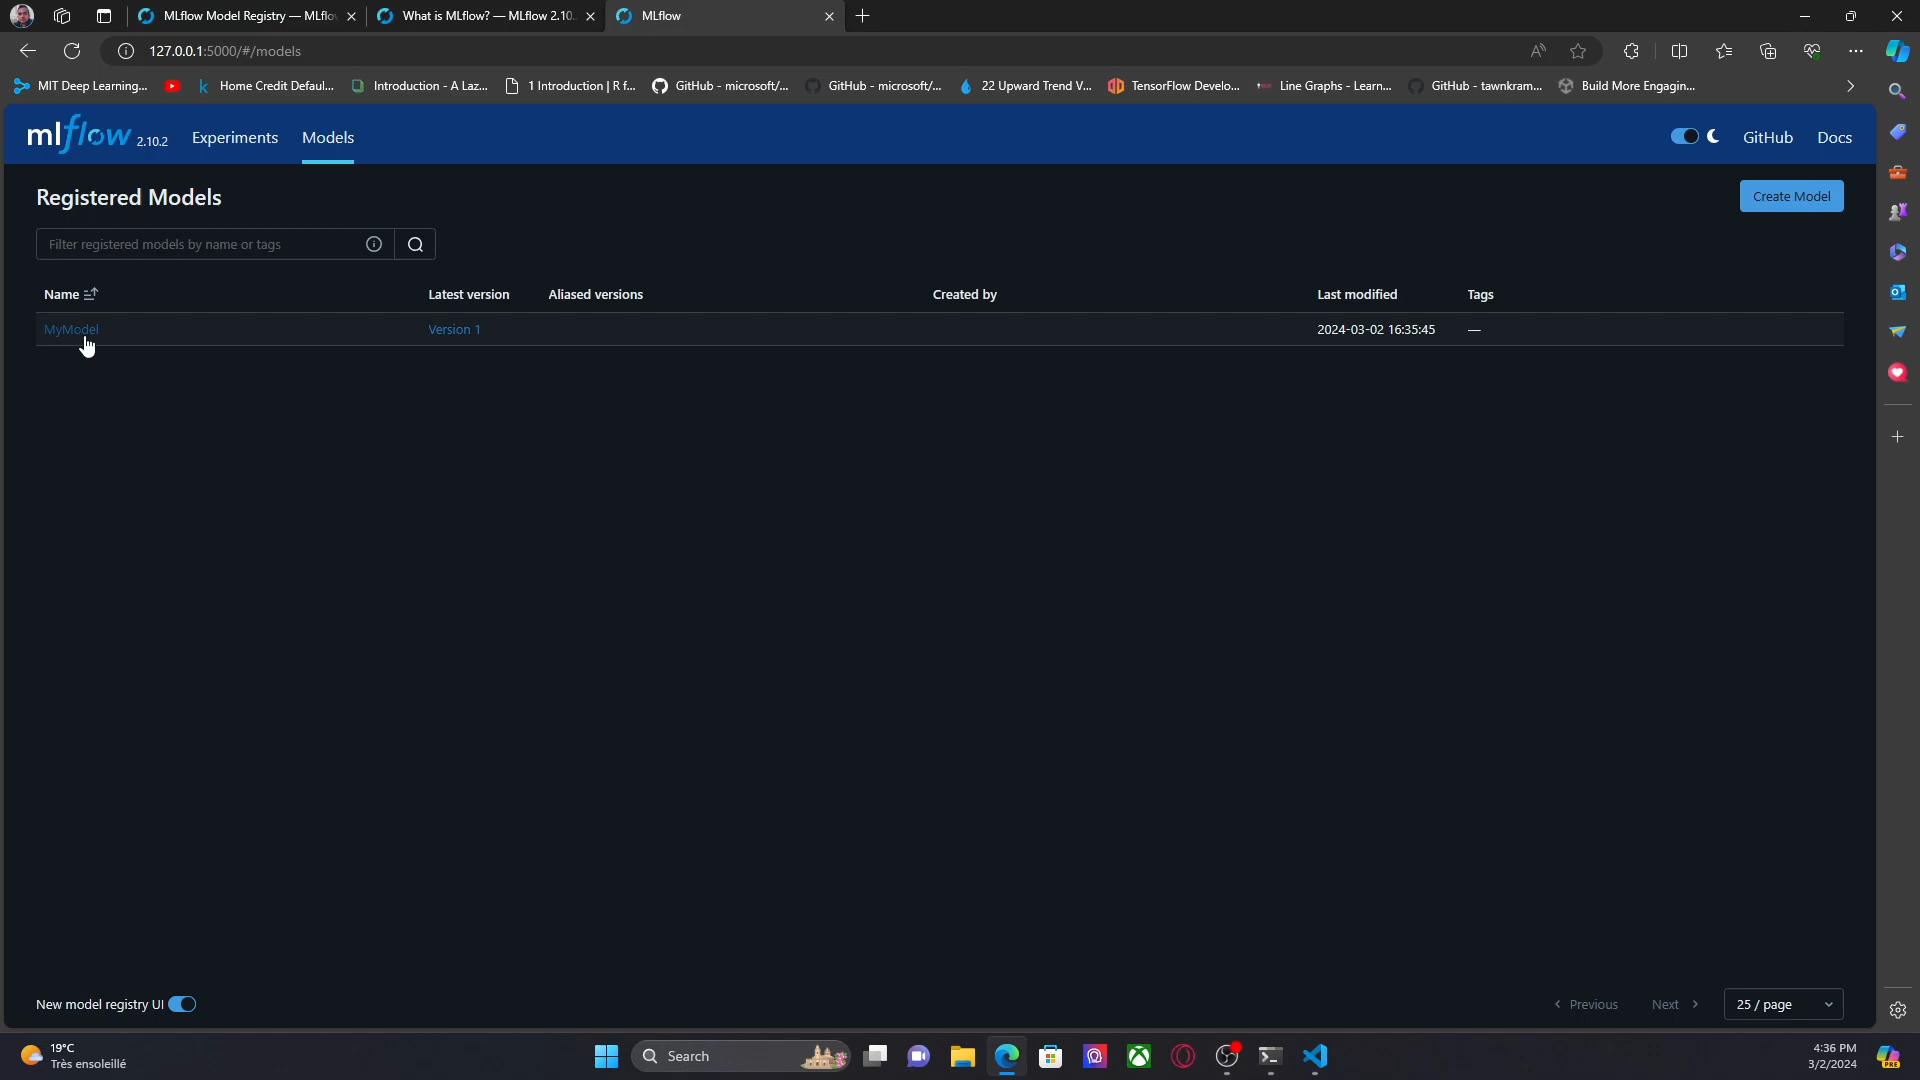 MLflow Model Registry — MLflo
What is MLflow? — MLflow 2.10.
MLflow
127.0.0.1:5000/#/models
MIT Deep Learning...
Home Credit Defaul...
Introduction - A Laz...
1 Introduction | R f...
GitHub - microsoft/...
GitHub - microsoft/...
22 Upward Trend V...
TensorFlow Develo...
Line Graphs - Learn...
GitHub - tawnkram...
Build More Engagin...
mlflow 2.10.2 Experiments Models GitHub Docs
Registered Models
Create Model
Filter registered models by name or tags
Name Latest version Aliased versions Created by Last modified Tags
MyModel Version 1 2024-03-02 16:35:45 —
New model registry UI
Previous Next 25 / page
19°C
Très ensoleillé
Search
4:36 PM
3/2/2024
PRE